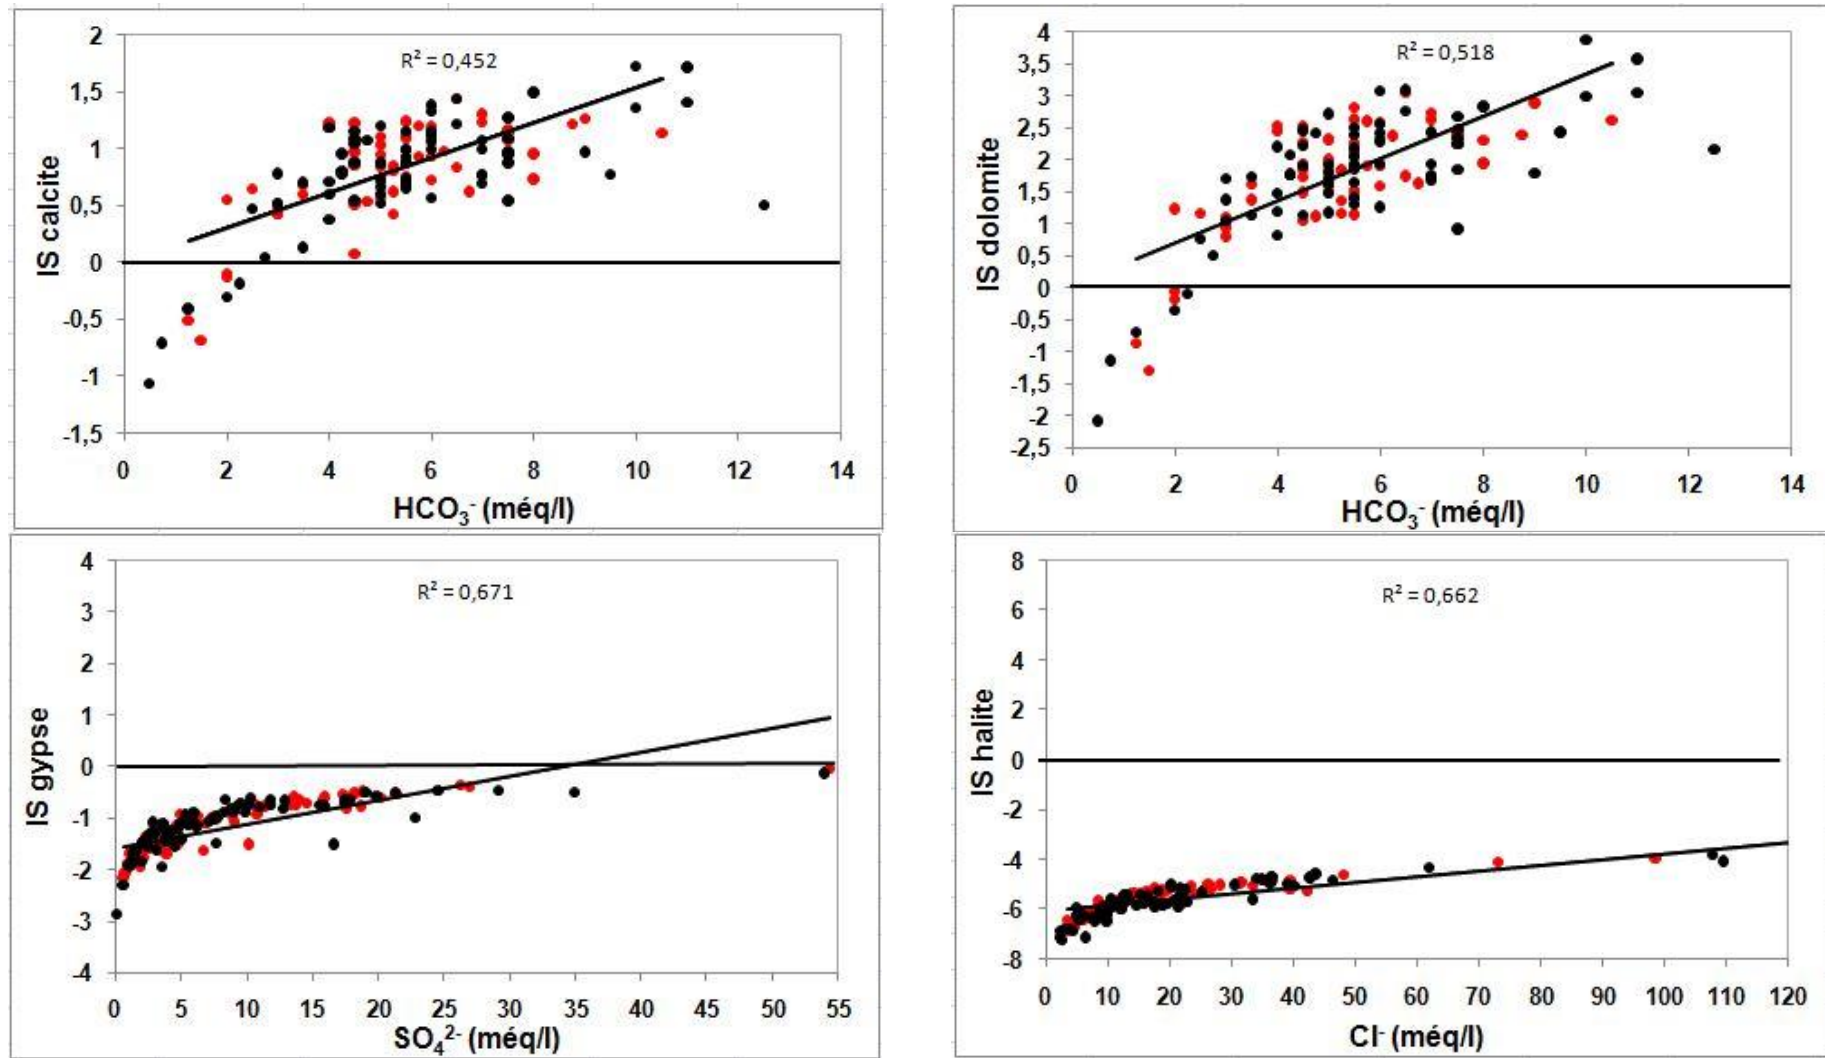 R² = 0,452
IS calcite
2
1,5
1
0,5
0
-0,5
-1
-1,5
0 2 4 6 8 10 12 14
HCO₃⁻ (méq/l)
R² = 0,518
IS dolomite
4
3,5
3
2,5
2
1,5
1
0,5
0
-0,5
-1
-1,5
-2
-2,5
0 2 4 6 8 10 12 14
HCO₃⁻ (méq/l)
R² = 0,671
IS gypse
4
3
2
1
0
-1
-2
-3
-4
0 5 10 15 20 25 30 35 40 45 50 55
SO₄²⁻ (méq/l)
R² = 0,662
IS halite
8
6
4
2
0
-2
-4
-6
-8
0 10 20 30 40 50 60 70 80 90 100 110 120
Cl⁻ (méq/l)